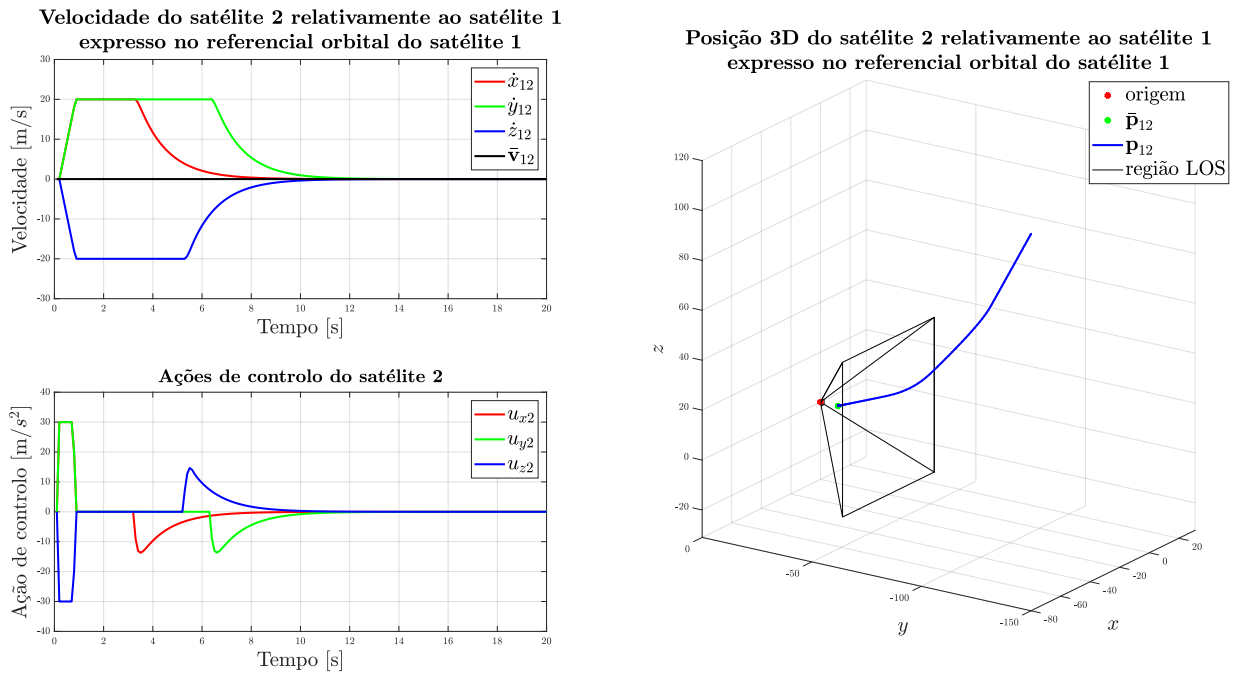 Velocidade do satélite 2 relativamente ao satélite 1
expresso no referencial orbital do satélite 1
30
20
10
0
-10
-20
-30
Velocidade [m/s]
ẋ12
ẏ12
ż12
v̄12
0 2 4 6 8 10 12 14 16 18 20
Tempo [s]
Ações de controlo do satélite 2
40
30
20
10
0
-10
-20
-30
-40
Ação de controlo [m/s²]
ux2
uy2
uz2
0 2 4 6 8 10 12 14 16 18 20
Tempo [s]
Posição 3D do satélite 2 relativamente ao satélite 1
expresso no referencial orbital do satélite 1
origem
p̄12
p12
região LOS
120
100
80
60
40
20
0
-20
z
0
-50
-100
-150
y
-80
-60
-40
-20
0
20
x